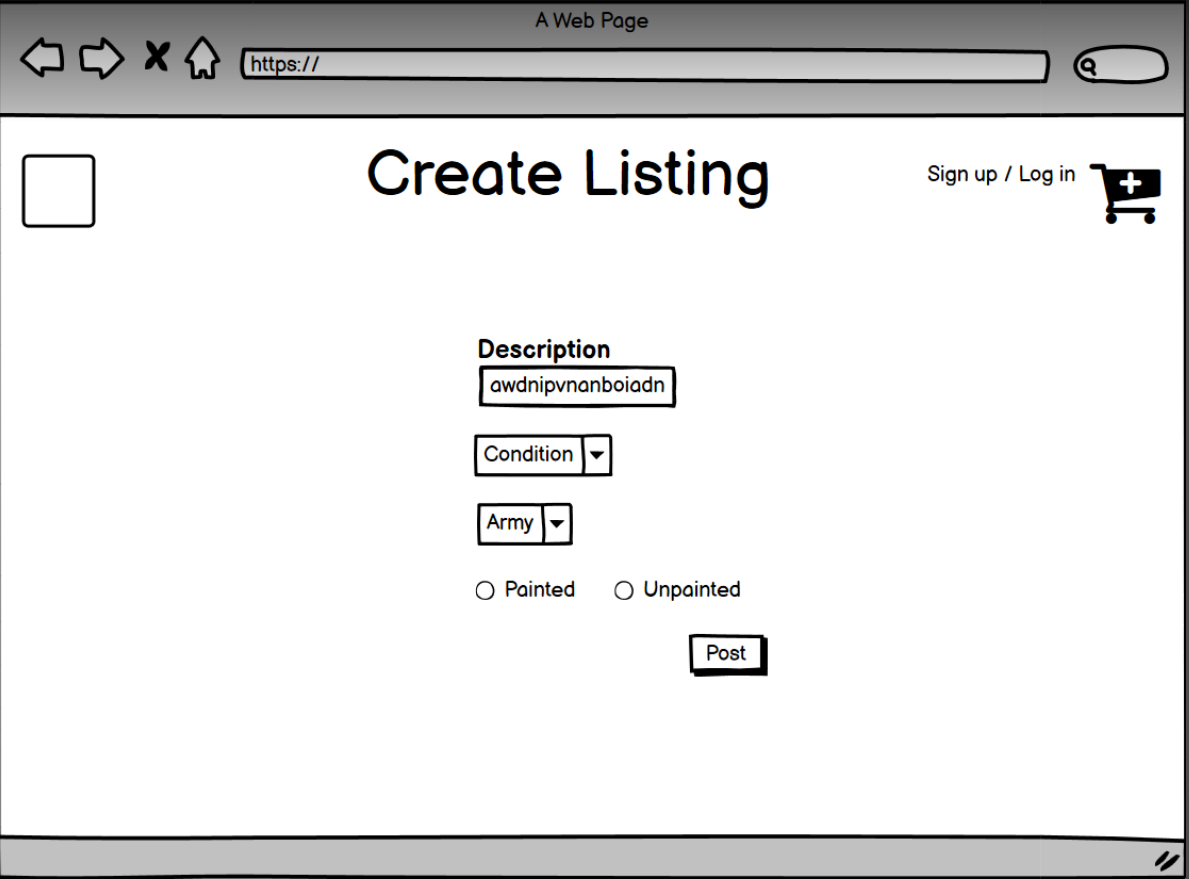 A Web Page
https://
Create Listing
Sign up / Log in
Description
awdnipvnanboiadn
Condition
Army
Painted
Unpainted
Post